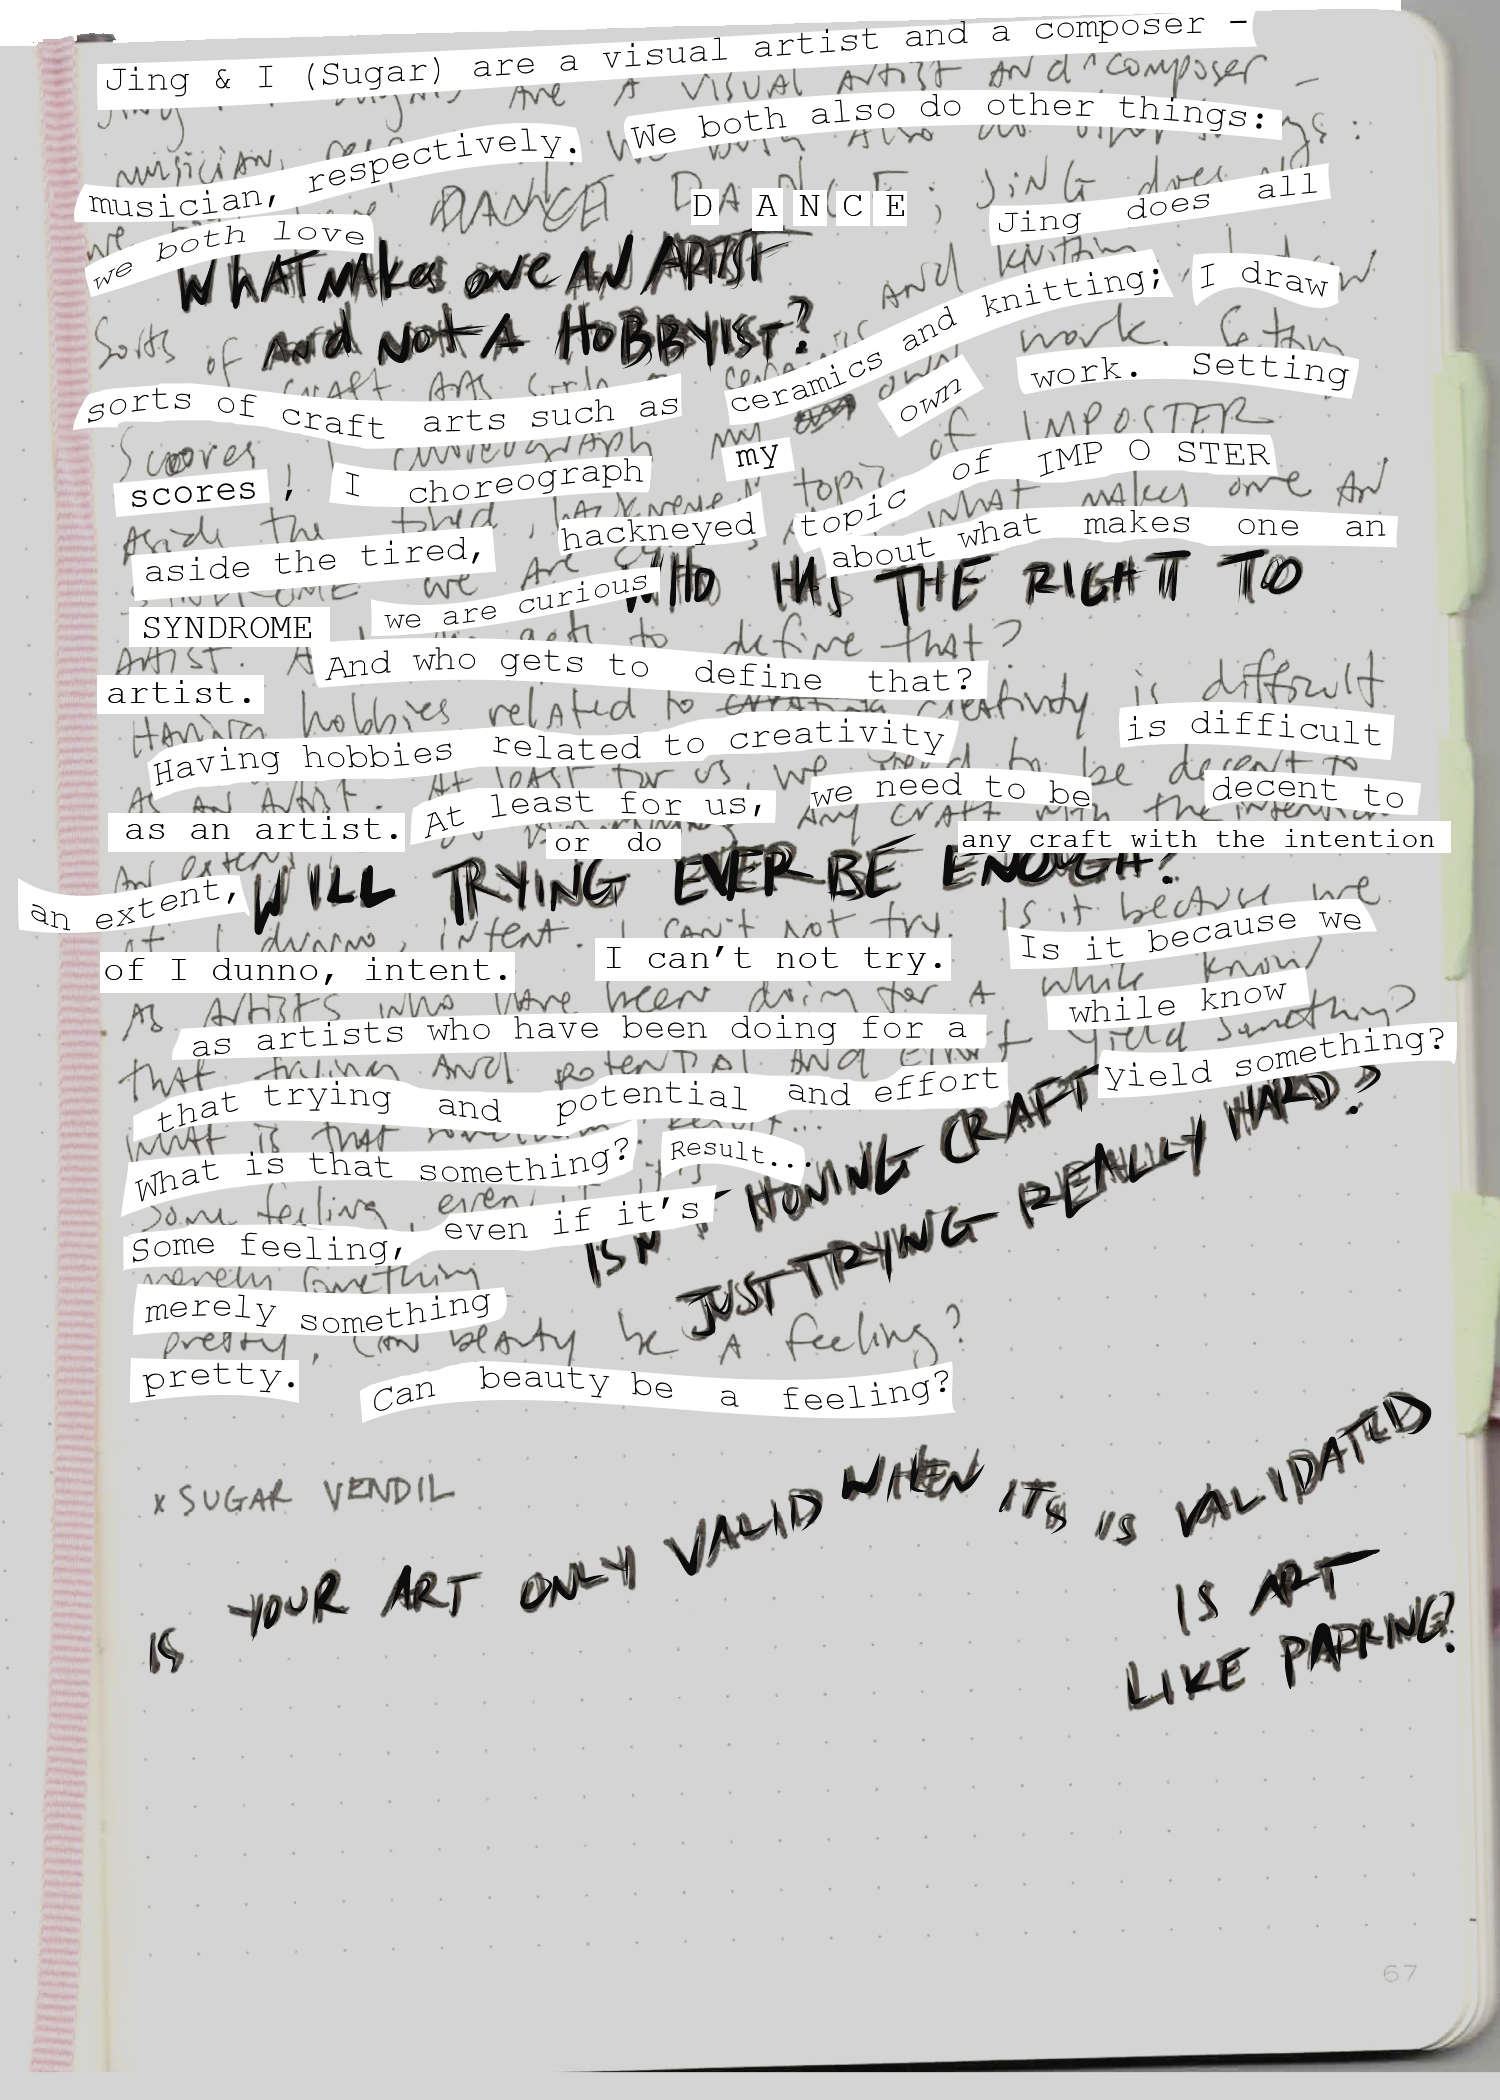 Jing & I (Sugar) are a visual artist and a composer -
musician, respectively. We both also do other things:
we both love DANCE Jing does all
WHAT MAKES ONE AN ARTIST
AND NOT A HOBBYIST?
sorts of craft arts such as ceramics and knitting; I draw
scores, I choreograph my own work. Setting
aside the tired, hackneyed topic of IMP O STER
SYNDROME we are curious about what makes one an
WHO HAS THE RIGHT TO
artist. And who gets to define that?
Having hobbies related to creativity is difficult
as an artist. At least for us, we need to be decent to
an extent, or do any craft with the intention
WILL TRYING EVER BE ENOUGH?
of I dunno, intent. I can't not try. Is it because we
as artists who have been doing for a while know
that trying and potential and effort yield something?
What is that something? Result...
ISN'T HONING CRAFT
JUST TRYING REALLY HARD?
Some feeling, even if it's
merely something
pretty. Can beauty be a feeling?
x SUGAR VENDIL
IS YOUR ART ONLY VALID WHEN ITS IS VALIDATED
IS ART
LIKE
67